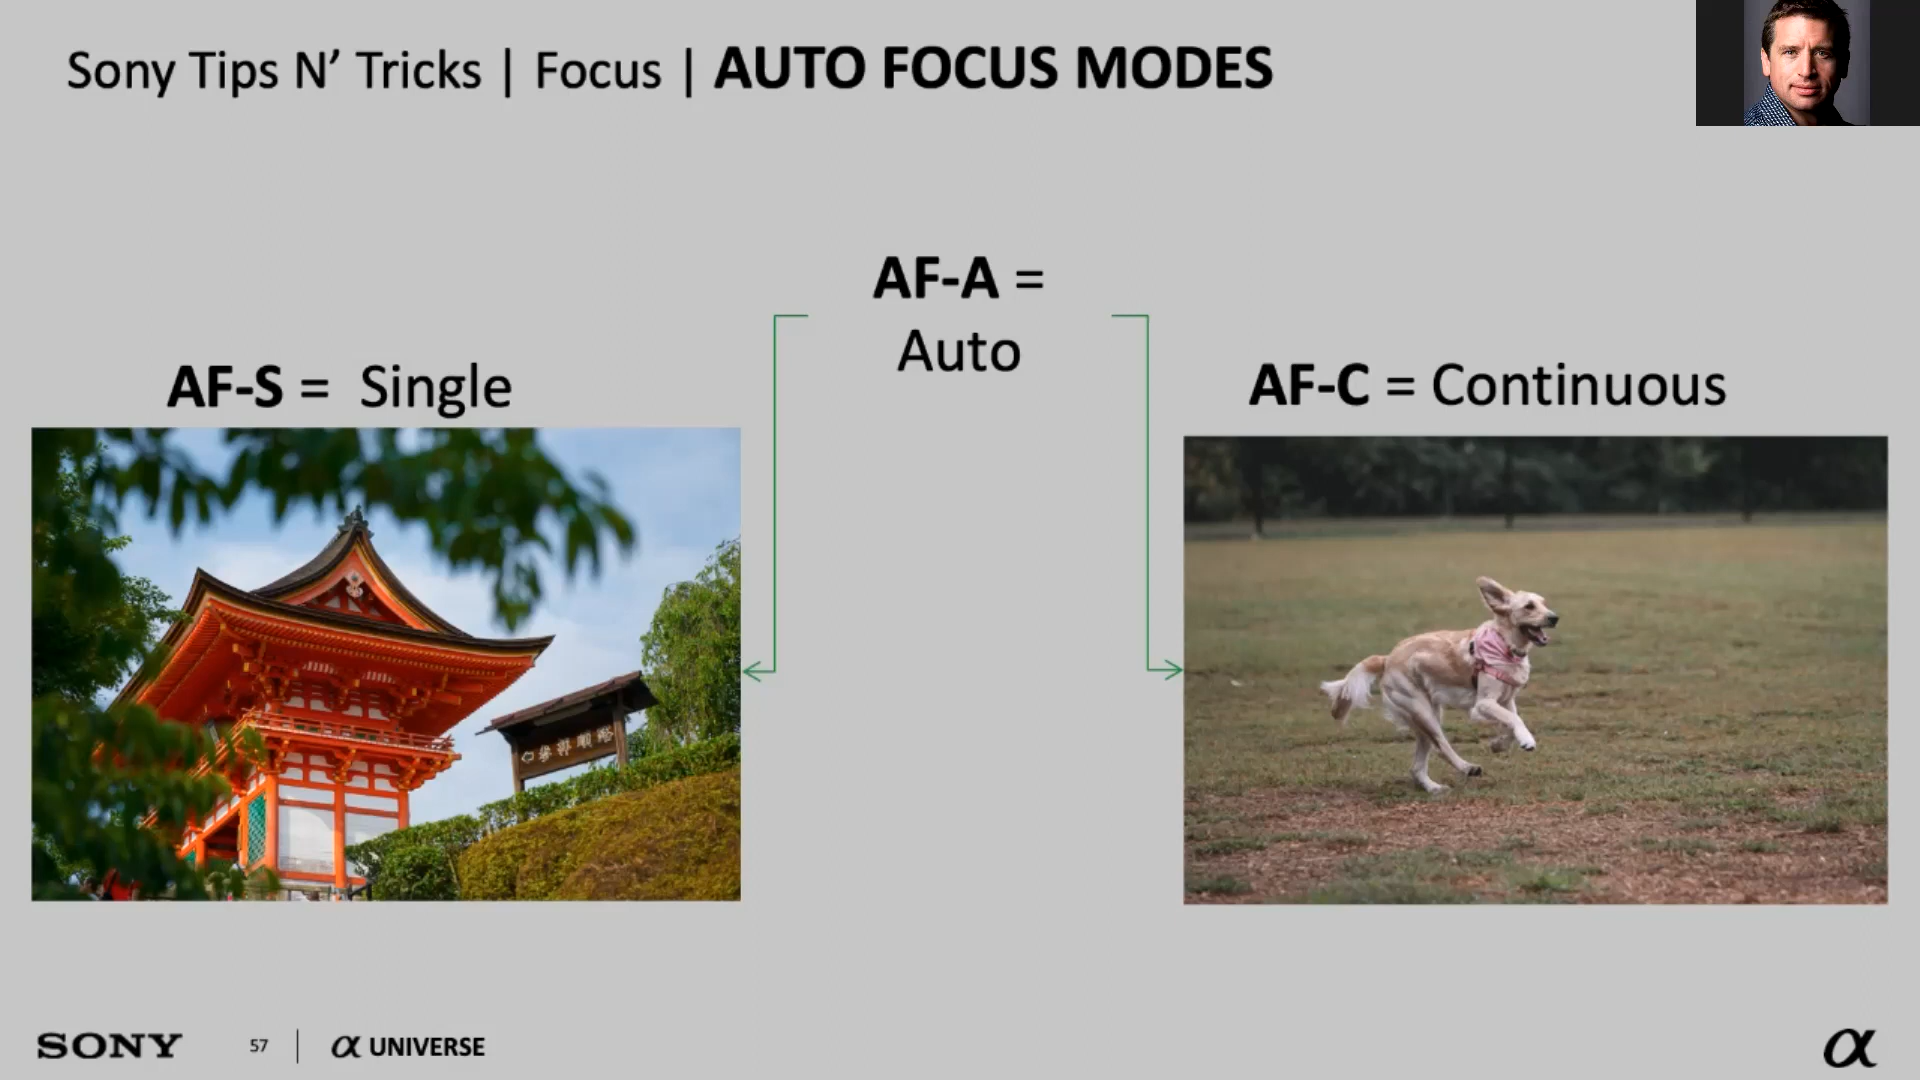 Sony Tips N’ Tricks | Focus | AUTO FOCUS MODES
AF-A =
Auto
AF-S = Single
AF-C = Continuous
SONY
57
α UNIVERSE
α